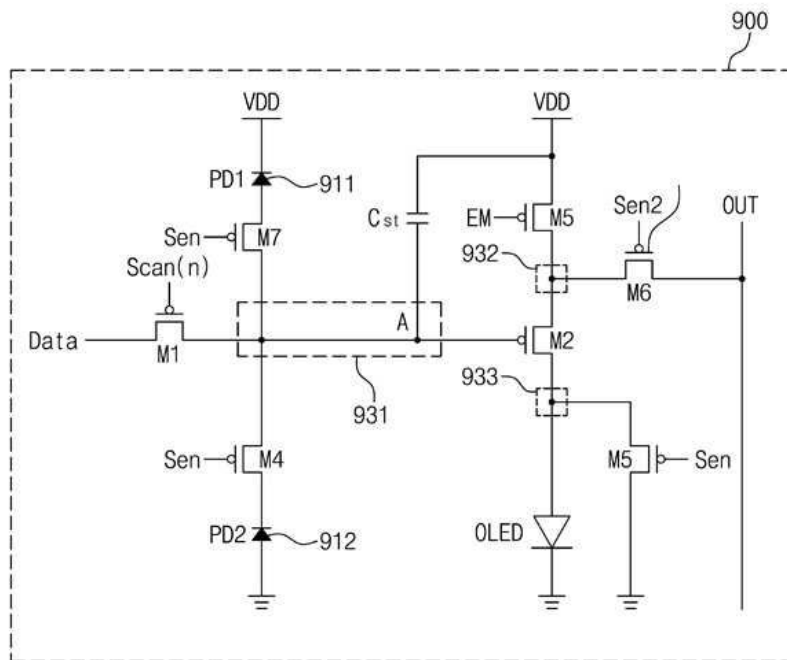 900
VDD
VDD
PD1
911
Cst
EM
M5
Sen2
OUT
Sen
M7
932
Scan(n)
M6
A
Data
M1
M2
931
933
Sen
M4
M5
Sen
PD2
912
OLED